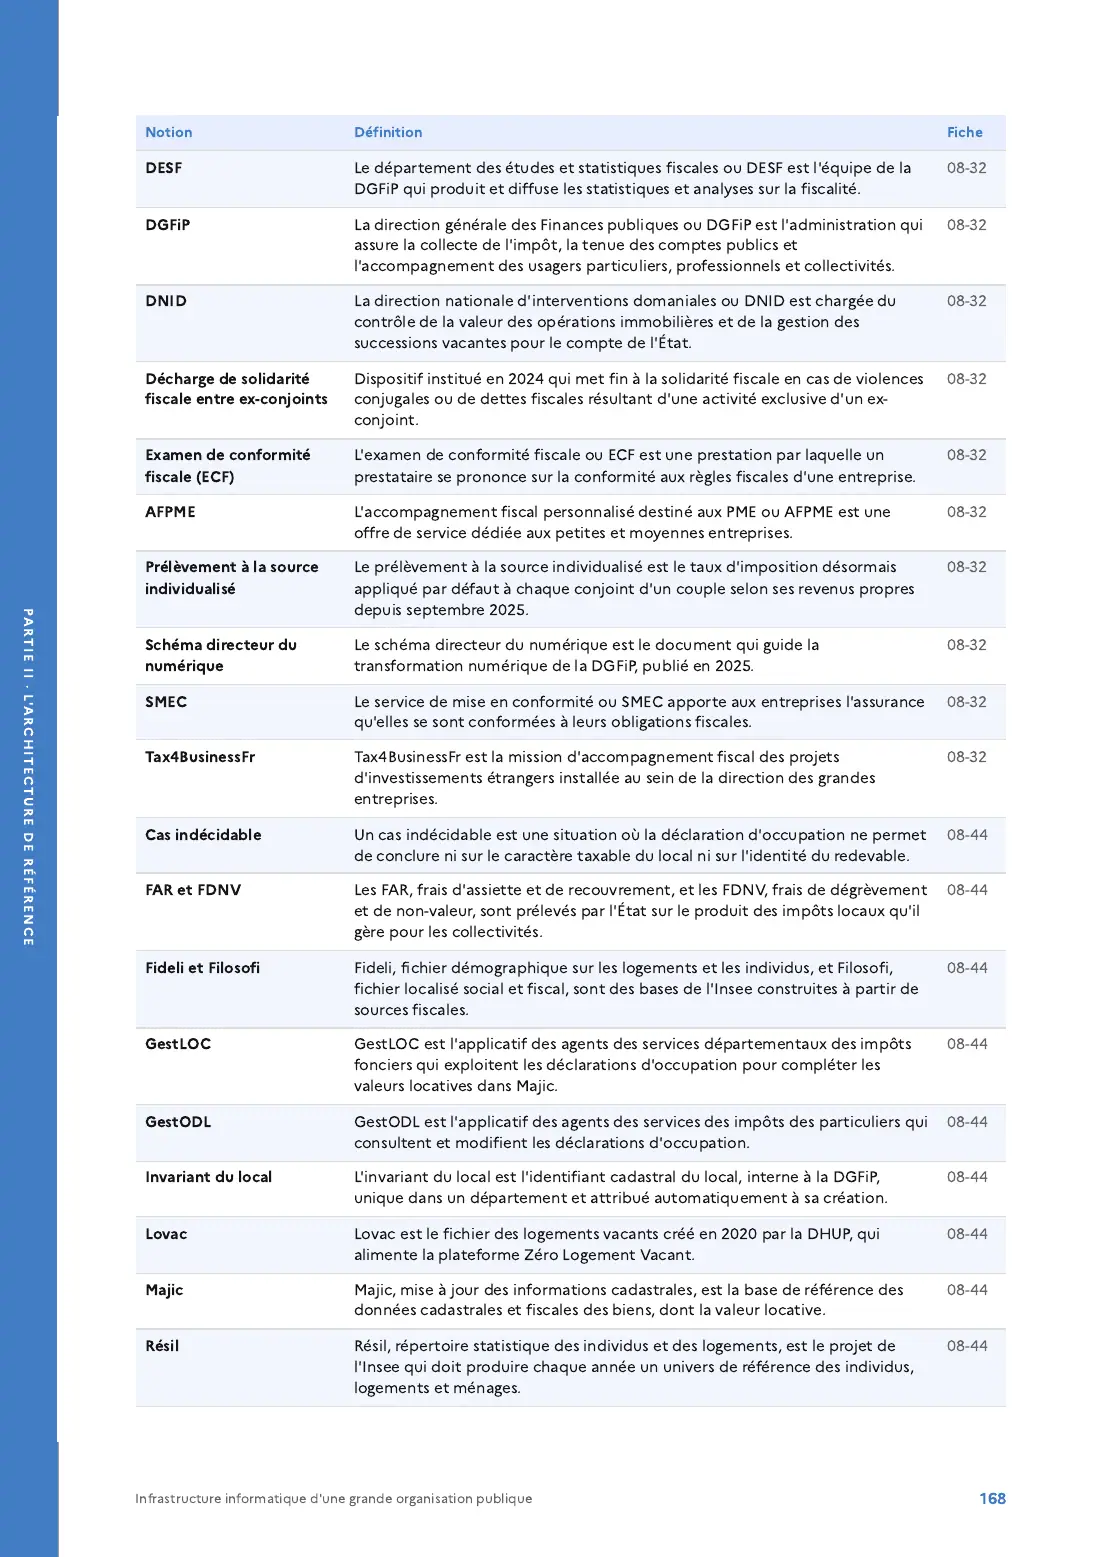 Notion Définition Fiche
DESF Le département des études et statistiques fiscales ou DESF est l'équipe de la 08-32
DGFiP qui produit et diffuse les statistiques et analyses sur la fiscalité.
DGFiP La direction générale des Finances publiques ou DGFiP est l'administration qui 08-32
assure la collecte de l'impôt, la tenue des comptes publics et
l'accompagnement des usagers particuliers, professionnels et collectivités.
DNID La direction nationale d'interventions domaniales ou DNID est chargée du 08-32
contrôle de la valeur des opérations immobilières et de la gestion des
successions vacantes pour le compte de l'État.
Décharge de solidarité Dispositif institué en 2024 qui met fin à la solidarité fiscale en cas de violences 08-32
fiscale entre ex-conjoints conjugales ou de dettes fiscales résultant d'une activité exclusive d'un ex-
conjoint.
Examen de conformité L'examen de conformité fiscale ou ECF est une prestation par laquelle un 08-32
fiscale (ECF) prestataire se prononce sur la conformité aux règles fiscales d'une entreprise.
AFPME L'accompagnement fiscal personnalisé destiné aux PME ou AFPME est une 08-32
offre de service dédiée aux petites et moyennes entreprises.
Prélèvement à la source Le prélèvement à la source individualisé est le taux d'imposition désormais 08-32
individualisé appliqué par défaut à chaque conjoint d'un couple selon ses revenus propres
depuis septembre 2025.
Schéma directeur du Le schéma directeur du numérique est le document qui guide la 08-32
numérique transformation numérique de la DGFiP, publié en 2025.
SMEC Le service de mise en conformité ou SMEC apporte aux entreprises l'assurance 08-32
qu'elles se sont conformées à leurs obligations fiscales.
Tax4BusinessFr Tax4BusinessFr est la mission d'accompagnement fiscal des projets 08-32
d'investissements étrangers installée au sein de la direction des grandes
entreprises.
Cas indécidable Un cas indécidable est une situation où la déclaration d'occupation ne permet 08-44
de conclure ni sur le caractère taxable du local ni sur l'identité du redevable.
FAR et FDNV Les FAR, frais d'assiette et de recouvrement, et les FDNV, frais de dégrèvement 08-44
et de non-valeur, sont prélevés par l'État sur le produit des impôts locaux qu'il
gère pour les collectivités.
Fideli et Filosofi Fideli, fichier démographique sur les logements et les individus, et Filosofi, 08-44
fichier localisé social et fiscal, sont des bases de l'Insee construites à partir de
sources fiscales.
GestLOC GestLOC est l'applicatif des agents des services départementaux des impôts 08-44
fonciers qui exploitent les déclarations d'occupation pour compléter les
valeurs locatives dans Majic.
GestODL GestODL est l'applicatif des agents des services des impôts des particuliers qui 08-44
consultent et modifient les déclarations d'occupation.
Invariant du local L'invariant du local est l'identifiant cadastral du local, interne à la DGFiP, 08-44
unique dans un département et attribué automatiquement à sa création.
Lovac Lovac est le fichier des logements vacants créé en 2020 par la DHUP, qui 08-44
alimente la plateforme Zéro Logement Vacant.
Majic Majic, mise à jour des informations cadastrales, est la base de référence des 08-44
données cadastrales et fiscales des biens, dont la valeur locative.
Résil Résil, répertoire statistique des individus et des logements, est le projet de 08-44
l'Insee qui doit produire chaque année un univers de référence des individus,
logements et ménages.
PARTIE II · L'ARCHITECTURE DE RÉFÉRENCE
Infrastructure informatique d'une grande organisation publique 168